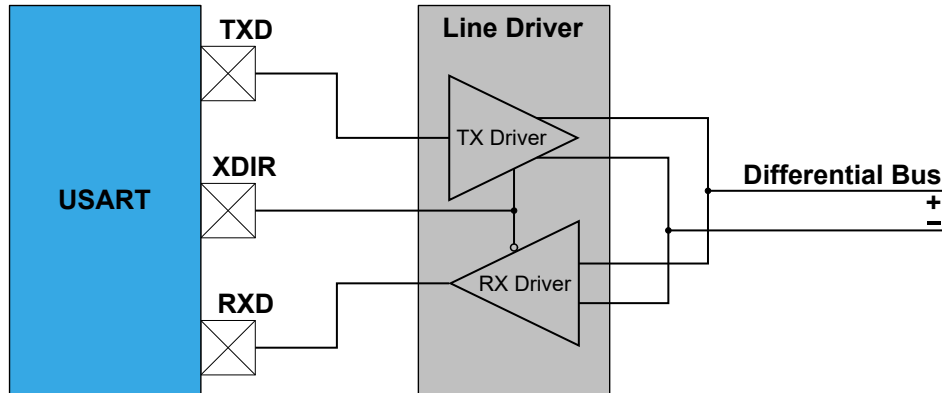 TXD
Line Driver
TX Driver
XDIR
USART
Differential Bus
+
−
RX Driver
RXD